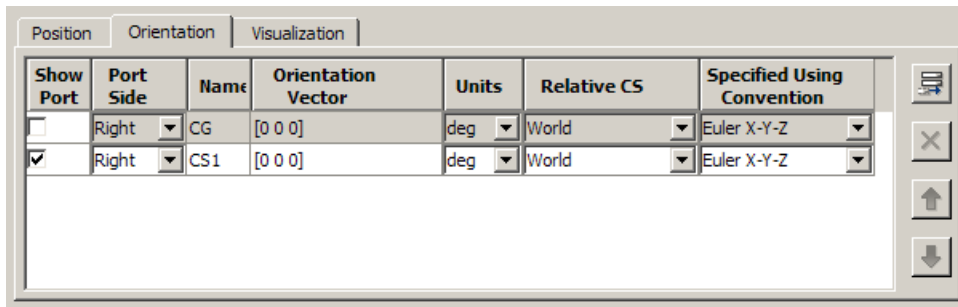 Position Orientation Visualization
Show Port Port Side Name Orientation Vector Units Relative CS Specified Using Convention
Right CG [0 0 0] deg World Euler X-Y-Z
Right CS1 [0 0 0] deg World Euler X-Y-Z